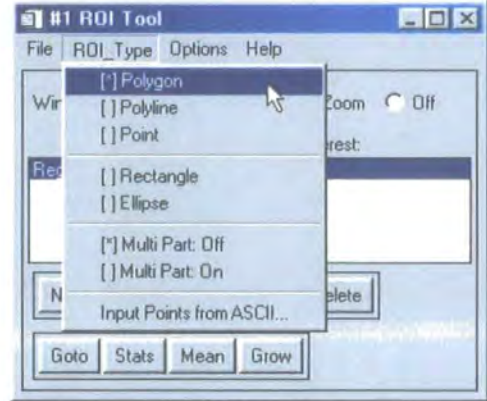 #1 ROI Tool
File ROI_Type Options Help
[*] Polygon
[ ] Polyline
[ ] Point
Zoom Off
[ ] Rectangle
[ ] Ellipse
[*] Multi Part: Off
[ ] Multi Part: On
Input Points from ASCII...
Goto Stats Mean Grow